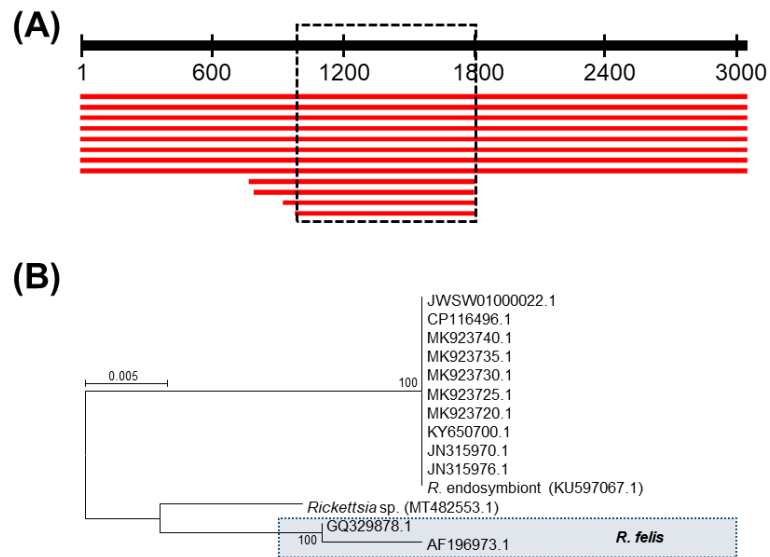 (A)
1 600 1200 1800 2400 3000
(B)
JWSW01000022.1
CP116496.1
MK923740.1
MK923735.1
0.005
100
MK923730.1
MK923725.1
MK923720.1
KY650700.1
JN315970.1
JN315976.1
R. endosymbiont (KU597067.1)
Rickettsia sp. (MT482553.1)
GQ329878.1
R. felis
100
AF196973.1